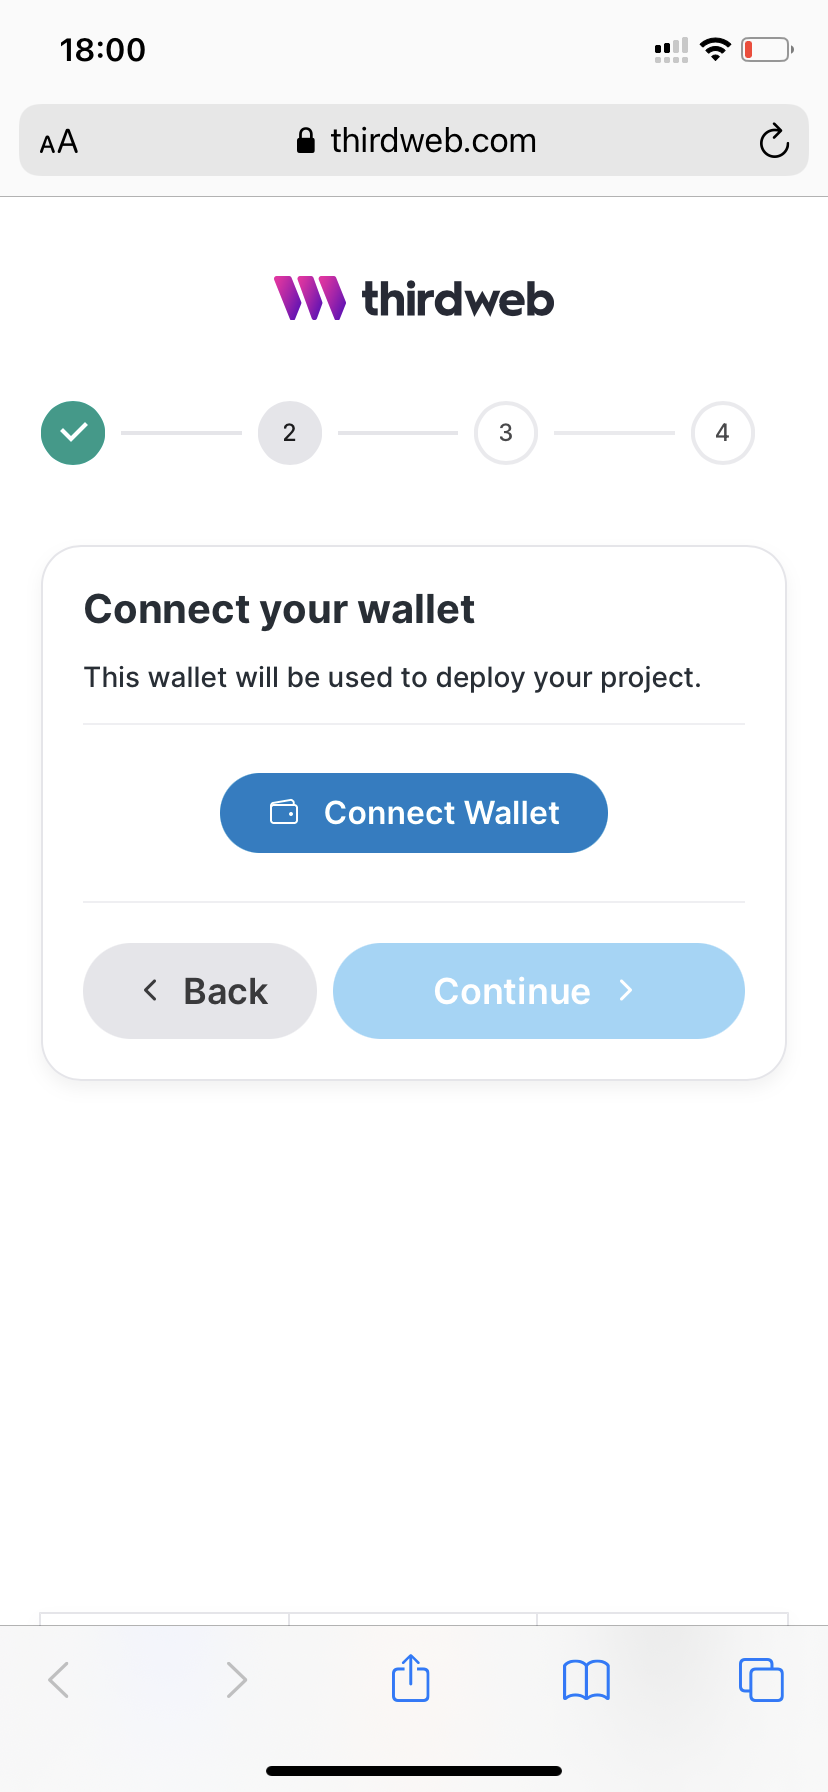 18:00
AA thirdweb.com
thirdweb
2 3 4
Connect your wallet
This wallet will be used to deploy your project.
Connect Wallet
Back Continue